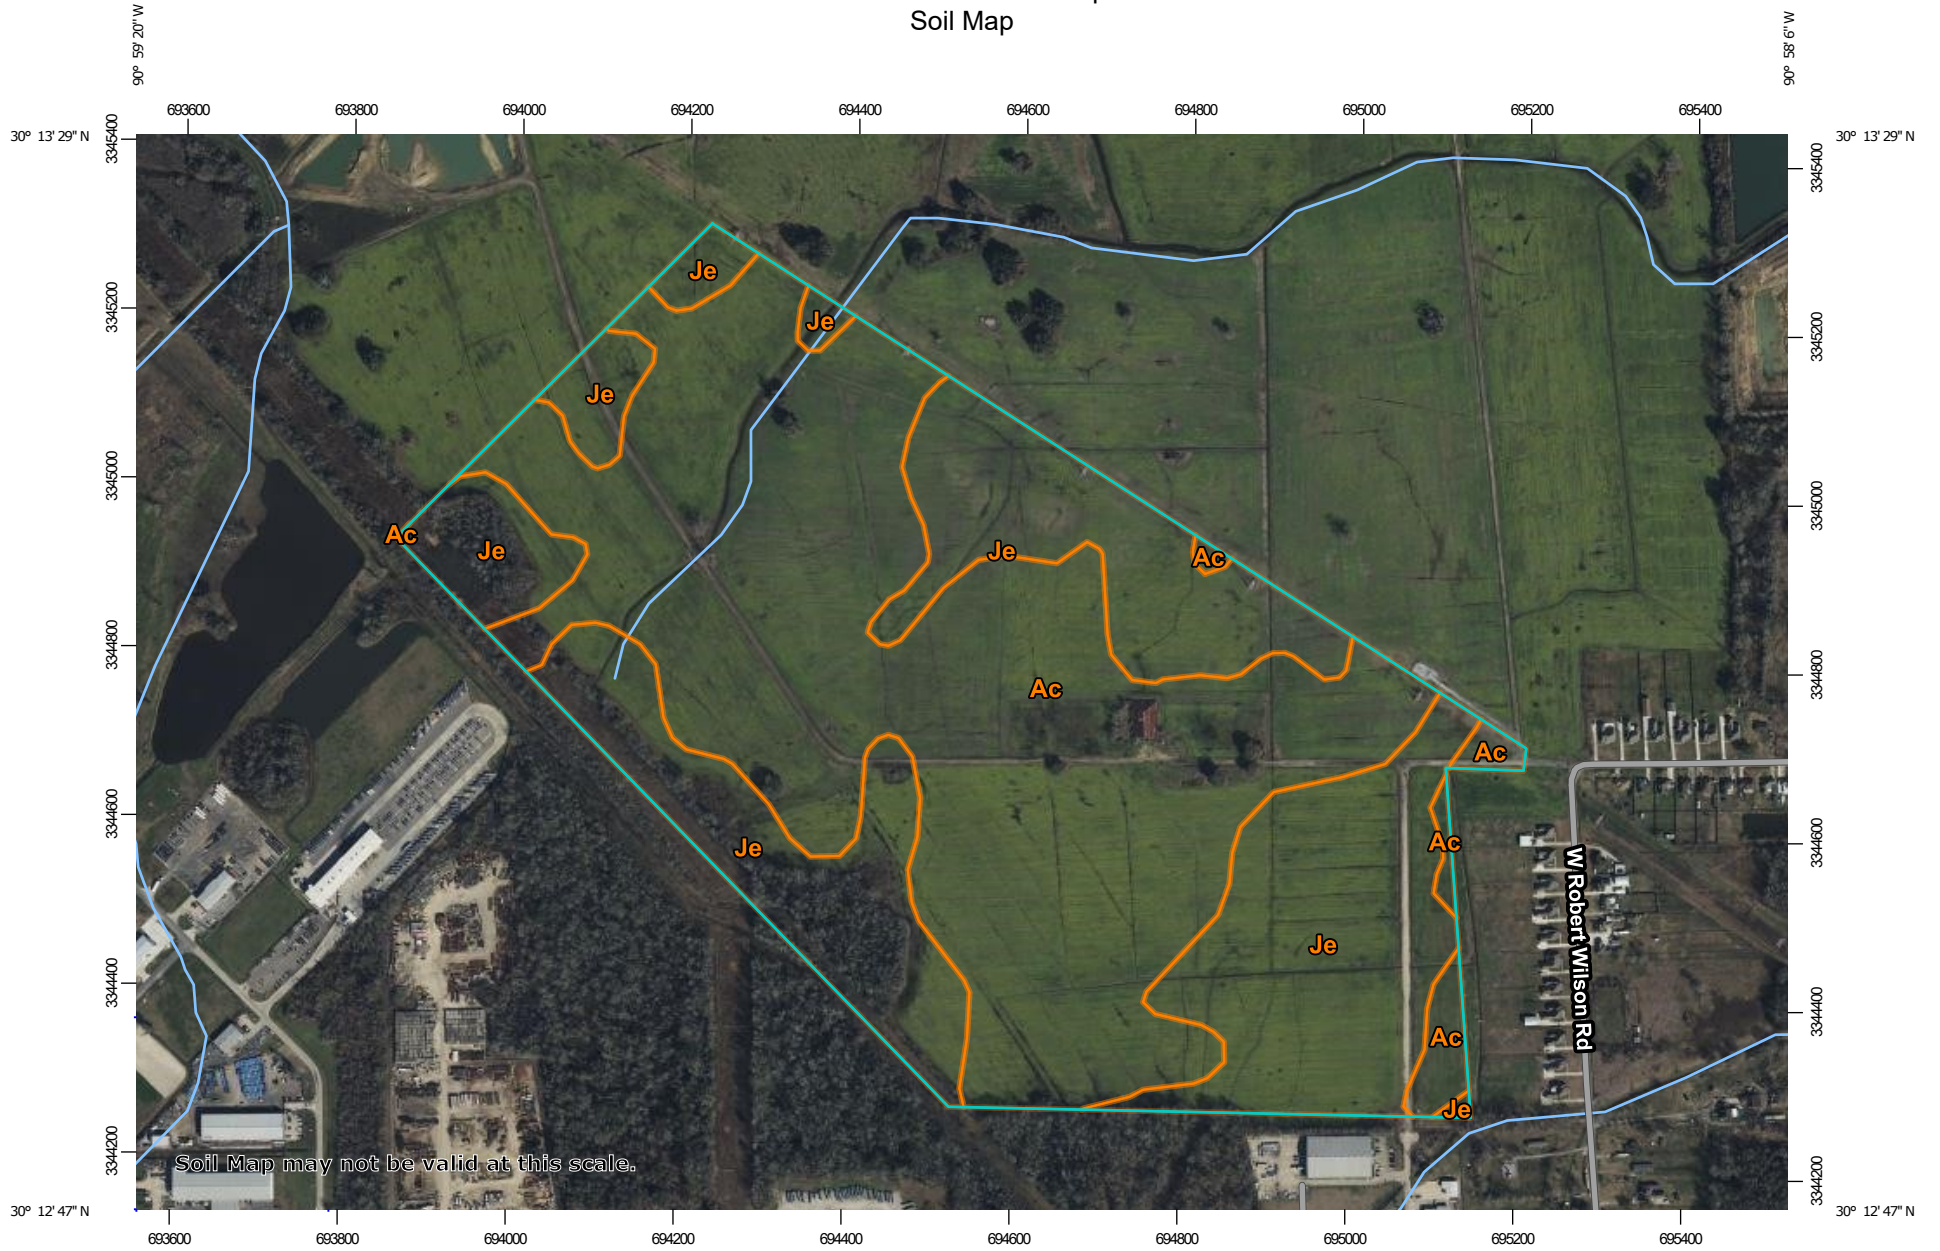 Soil Map
90° 59' 20" W
90° 58' 6" W
693600 693800 694000 694200 694400 694600 694800 695000 695200 695400
30° 13' 29" N
30° 13' 29" N
3345400
3345400
3345200
3345200
3345000
3345000
3344800
3344800
3344600
3344600
3344400
3344400
3344200
3344200
Je
Je
Je
Ac
Je
Je
Ac
Ac
Ac
Ac
Je
Je
Ac
Je
W Robert Wilson Rd
Soil Map may not be valid at this scale.
30° 12' 47" N
30° 12' 47" N
693600 693800 694000 694200 694400 694600 694800 695000 695200 695400